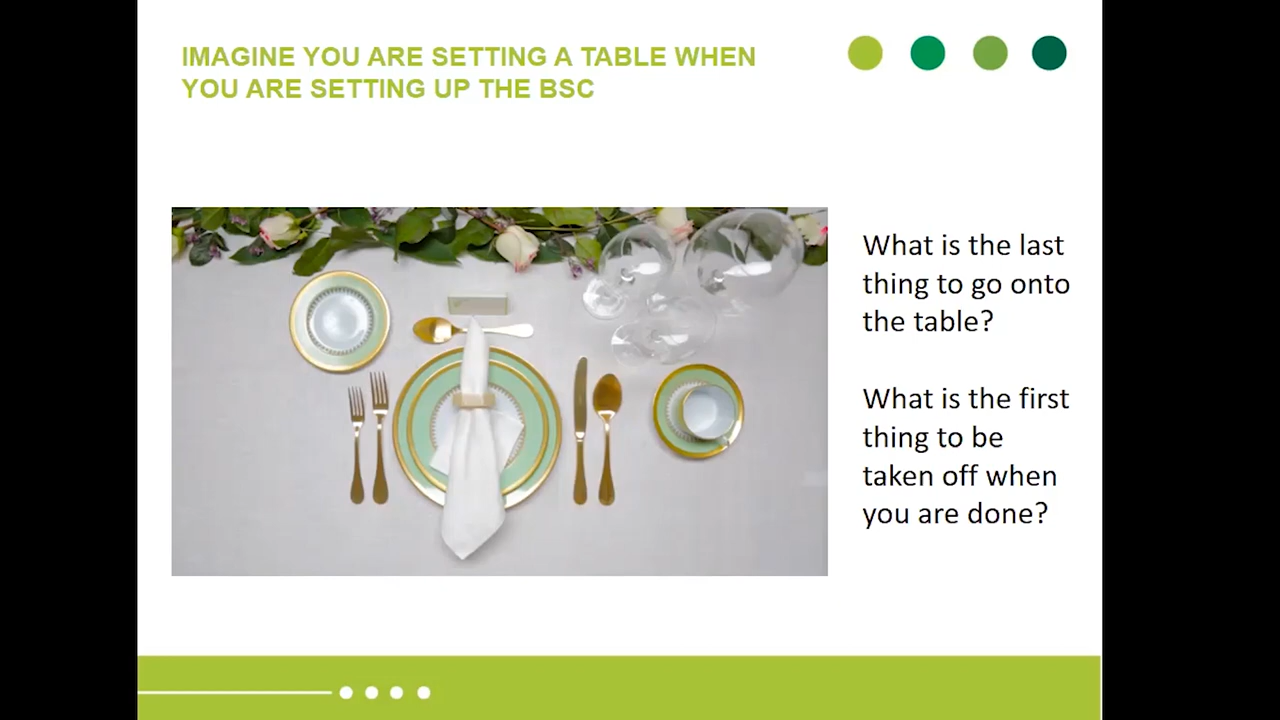 IMAGINE YOU ARE SETTING A TABLE WHEN
YOU ARE SETTING UP THE BSC
What is the last
thing to go onto
the table?
What is the first
thing to be
taken off when
you are done?